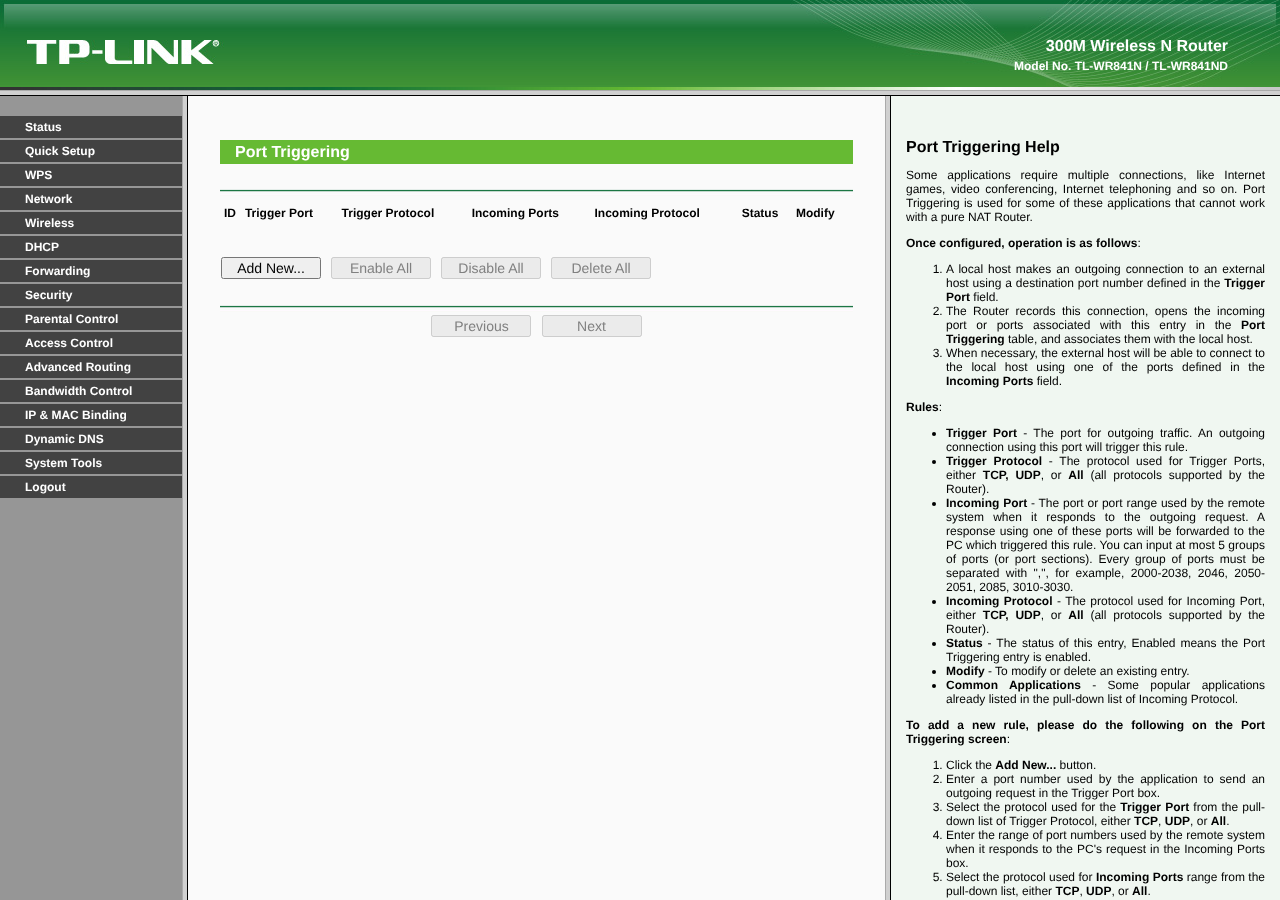 TP-LINK®
300M Wireless N Router
Model No. TL-WR841N / TL-WR841ND
Status
Quick Setup
WPS
Network
Wireless
DHCP
Forwarding
Security
Parental Control
Access Control
Advanced Routing
Bandwidth Control
IP & MAC Binding
Dynamic DNS
System Tools
Logout
Port Triggering
ID Trigger Port Trigger Protocol Incoming Ports Incoming Protocol Status Modify
Add New... Enable All Disable All Delete All
Previous Next
Port Triggering Help
Some applications require multiple connections, like Internet
games, video conferencing, Internet telephoning and so on. Port
Triggering is used for some of these applications that cannot work
with a pure NAT Router.
Once configured, operation is as follows:
1. A local host makes an outgoing connection to an external
host using a destination port number defined in the Trigger
Port field.
2. The Router records this connection, opens the incoming
port or ports associated with this entry in the Port
Triggering table, and associates them with the local host.
3. When necessary, the external host will be able to connect to
the local host using one of the ports defined in the
Incoming Ports field.
Rules:
• Trigger Port - The port for outgoing traffic. An outgoing
connection using this port will trigger this rule.
• Trigger Protocol - The protocol used for Trigger Ports,
either TCP, UDP, or All (all protocols supported by the
Router).
• Incoming Port - The port or port range used by the remote
system when it responds to the outgoing request. A
response using one of these ports will be forwarded to the
PC which triggered this rule. You can input at most 5 groups
of ports (or port sections). Every group of ports must be
separated with ",", for example, 2000-2038, 2046, 2050-
2051, 2085, 3010-3030.
• Incoming Protocol - The protocol used for Incoming Port,
either TCP, UDP, or All (all protocols supported by the
Router).
• Status - The status of this entry, Enabled means the Port
Triggering entry is enabled.
• Modify - To modify or delete an existing entry.
• Common Applications - Some popular applications
already listed in the pull-down list of Incoming Protocol.
To add a new rule, please do the following on the Port
Triggering screen:
1. Click the Add New... button.
2. Enter a port number used by the application to send an
outgoing request in the Trigger Port box.
3. Select the protocol used for the Trigger Port from the pull-
down list of Trigger Protocol, either TCP, UDP, or All.
4. Enter the range of port numbers used by the remote system
when it responds to the PC's request in the Incoming Ports
box.
5. Select the protocol used for Incoming Ports range from the
pull-down list, either TCP, UDP, or All.